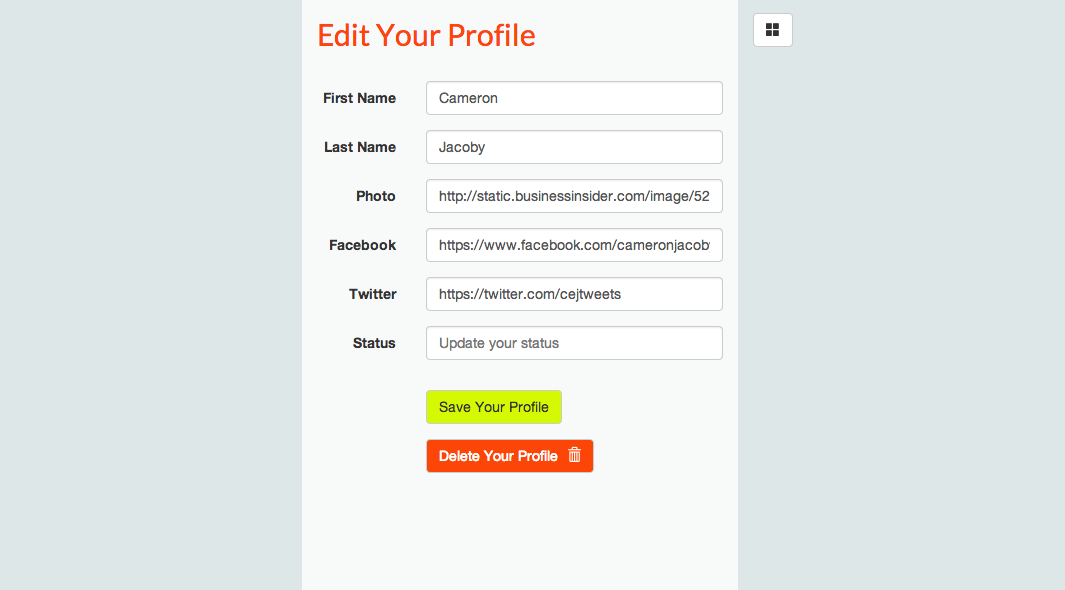 Edit Your Profile
First Name Cameron
Last Name Jacoby
Photo http://static.businessinsider.com/image/52
Facebook https://www.facebook.com/cameronjacob
Twitter https://twitter.com/cejtweets
Status Update your status
Save Your Profile
Delete Your Profile